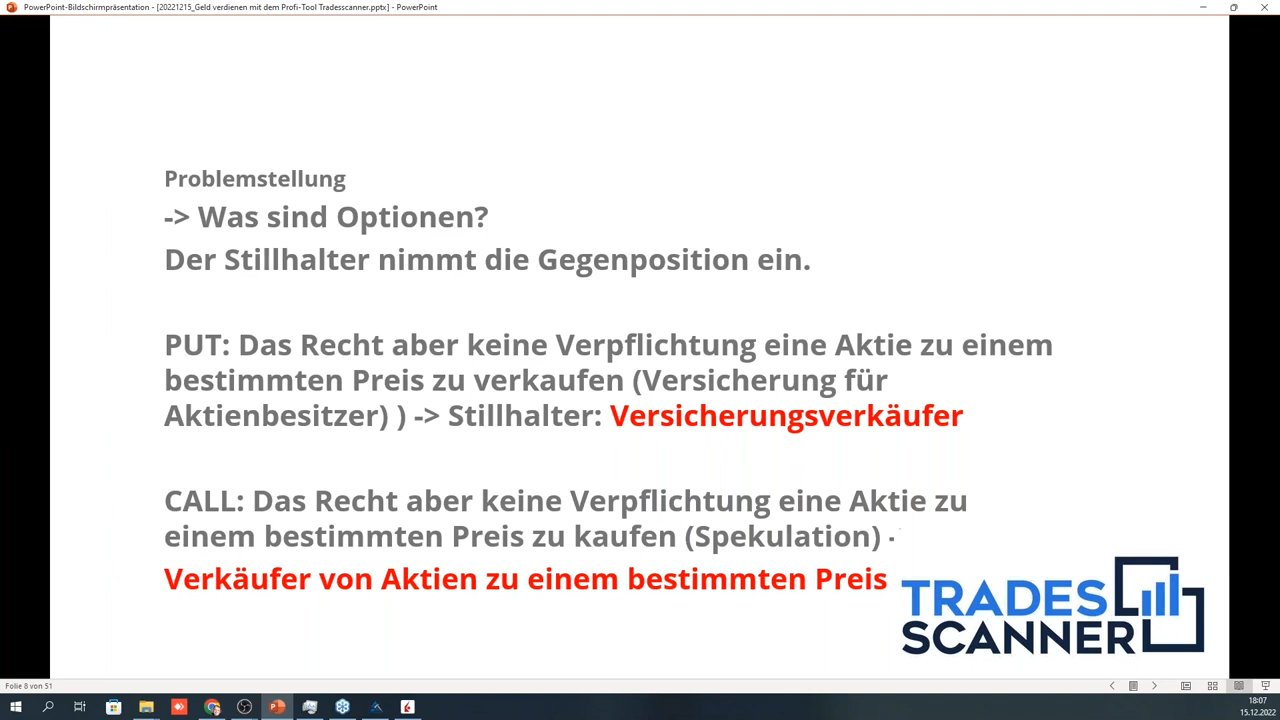 PowerPoint-Bildschirmpräsentation - [20221215_Geld verdienen mit dem Profi-Tool Tradesscanner.pptx] - PowerPoint
Problemstellung
-> Was sind Optionen?
Der Stillhalter nimmt die Gegenposition ein.
PUT: Das Recht aber keine Verpflichtung eine Aktie zu einem
bestimmten Preis zu verkaufen (Versicherung für
Aktienbesitzer) ) -> Stillhalter: Versicherungsverkäufer
CALL: Das Recht aber keine Verpflichtung eine Aktie zu
einem bestimmten Preis zu kaufen (Spekulation) -
Verkäufer von Aktien zu einem bestimmten Preis
TRADES
SCANNER
Folie 8 von 51
18:07
15.12.2022